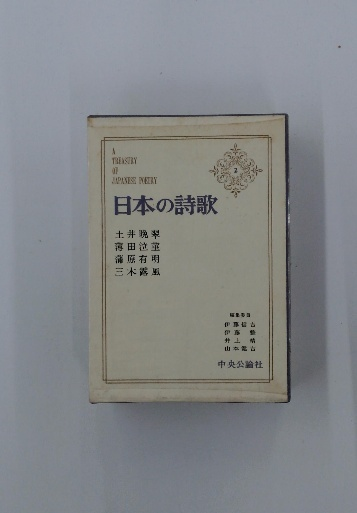 A
TREASURY
OF
JAPANESE POETRY
2
日本の詩歌
土井晩翠
薄田泣菫
蒲原有明
三木露風
編集委員
伊藤信吉
伊藤整
井上靖
山本健吉
中央公論社